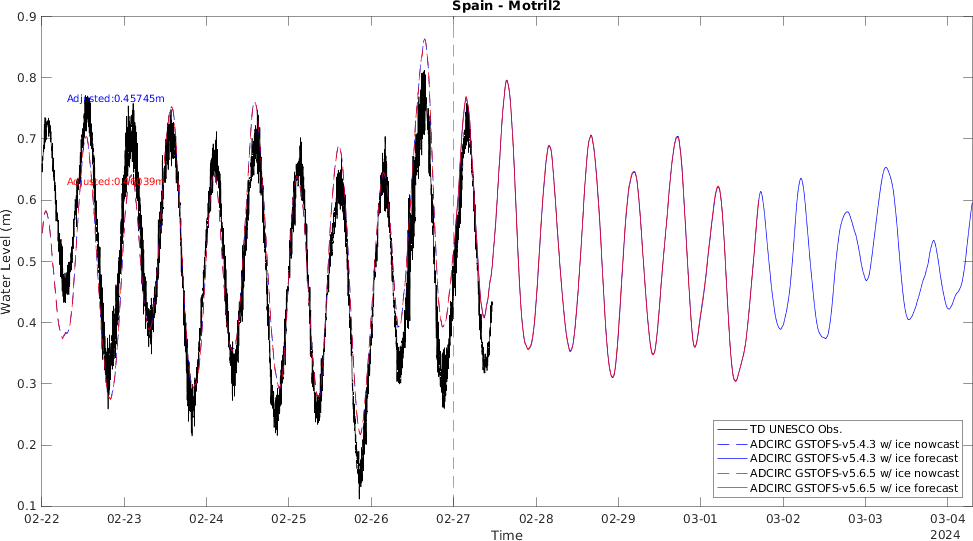 Spain - Motril2
0.9
0.8
0.7
0.6
0.5
0.4
0.3
0.2
0.1
Water Level (m)
Adjusted:0.45745m
02-22
02-23
02-24
02-25
02-26
02-27
02-28
02-29
03-01
03-02
03-03
03-04
2024
Time
TD UNESCO Obs.
ADCIRC GSTOFS-v5.4.3 w/ ice nowcast
ADCIRC GSTOFS-v5.4.3 w/ ice forecast
ADCIRC GSTOFS-v5.6.5 w/ ice nowcast
ADCIRC GSTOFS-v5.6.5 w/ ice forecast